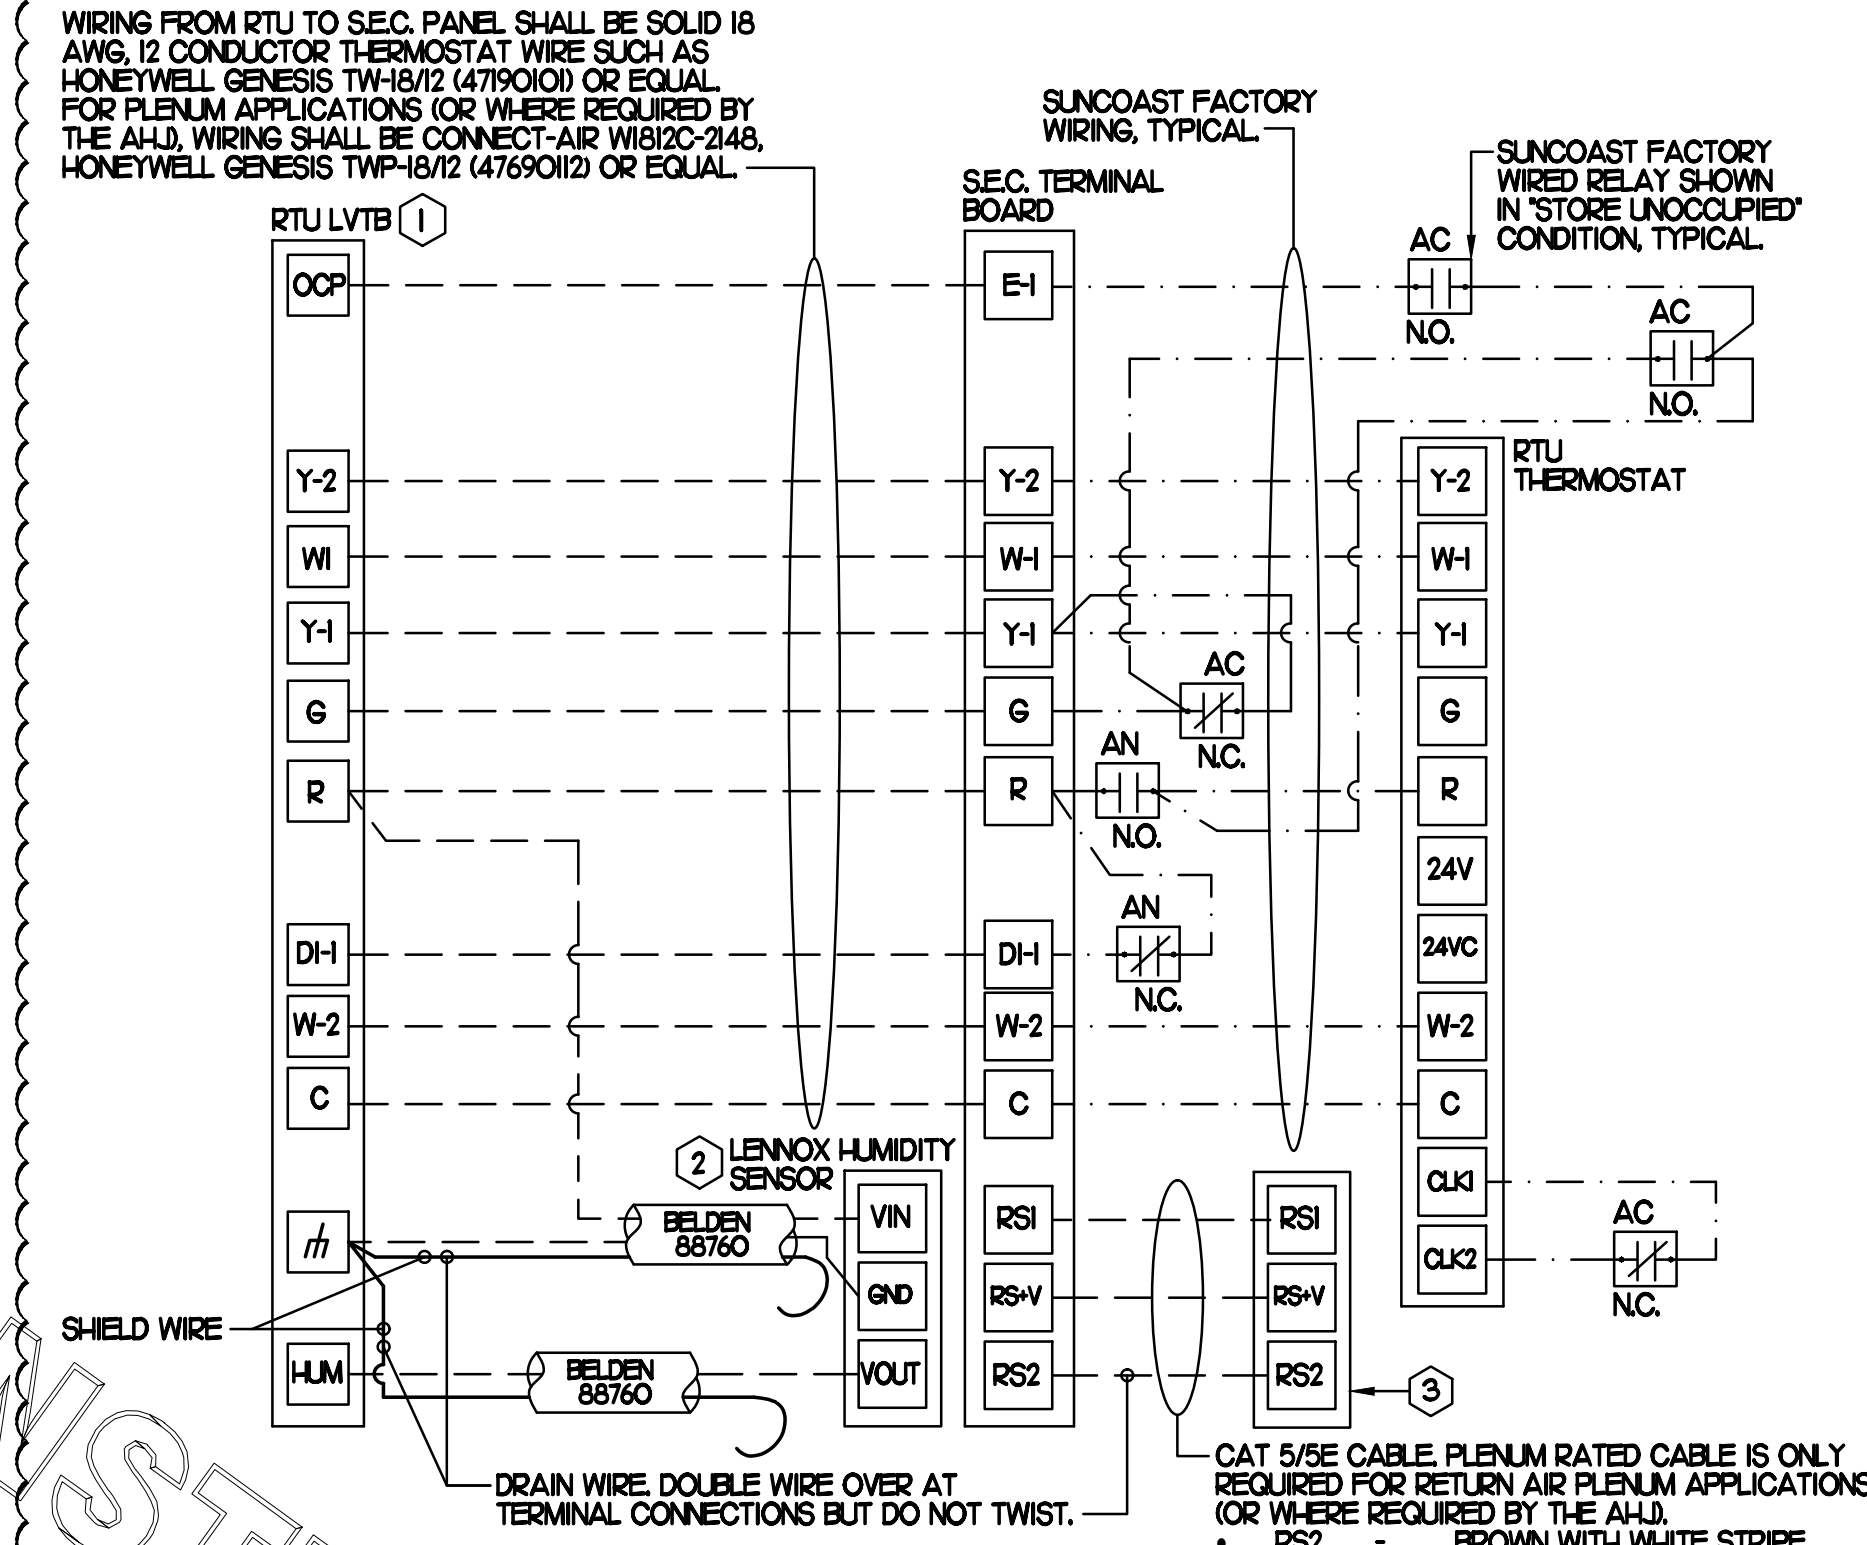 WIRING FROM RTU TO S.E.C. PANEL SHALL BE SOLID 18
AWG, 12 CONDUCTOR THERMOSTAT WIRE SUCH AS
HONEYWELL GENESIS TW-18/12 (47190101) OR EQUAL.
FOR PLENUM APPLICATIONS (OR WHERE REQUIRED BY
THE AHJ), WIRING SHALL BE CONNECT-AIR W1812C-2148,
HONEYWELL GENESIS TWP-18/12 (47690112) OR EQUAL.
SUNCOAST FACTORY
WIRING, TYPICAL.
SUNCOAST FACTORY
WIRED RELAY SHOWN
IN "STORE UNOCCUPIED"
CONDITION, TYPICAL.
RTU LVTB 1
OCP
Y-2
W1
Y-1
G
R
DI-1
W-2
C
HUM
S.E.C. TERMINAL
BOARD
E-1
Y-2
W-1
Y-1
G
R
DI-1
W-2
C
RS1
RS+V
RS2
AC
N.O.
AC
N.O.
AC
N.C.
AN
N.O.
AN
N.C.
RTU
THERMOSTAT
Y-2
W-1
Y-1
G
R
24V
24VC
W-2
C
CLK1
CLK2
AC
N.C.
2 LENNOX HUMIDITY
SENSOR
VIN
GND
VOUT
BELDEN
88760
BELDEN
88760
RS1
RS+V
RS2
3
SHIELD WIRE
DRAIN WIRE. DOUBLE WIRE OVER AT
TERMINAL CONNECTIONS BUT DO NOT TWIST.
CAT 5/5E CABLE. PLENUM RATED CABLE IS ONLY
REQUIRED FOR RETURN AIR PLENUM APPLICATIONS
(OR WHERE REQUIRED BY THE AHJ).
• RS2 - BROWN WITH WHITE STRIPE